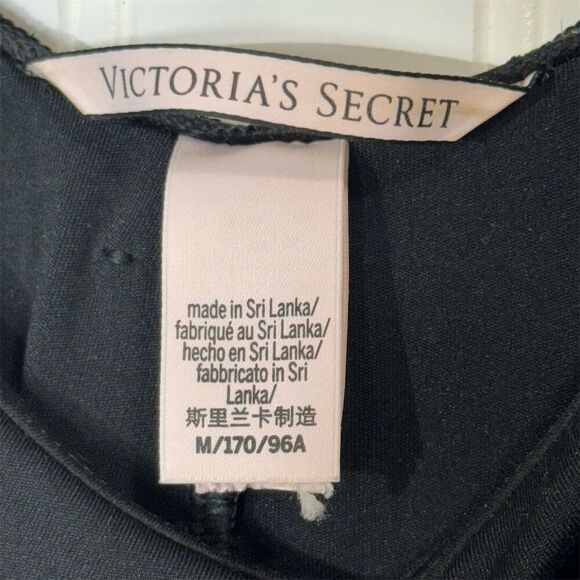 VICTORIA'S SECRET
made in Sri Lanka/
fabriqué au Sri Lanka/
hecho en Sri Lanka/
fabbricato in Sri
Lanka/
斯里兰卡制造
M/170/96A